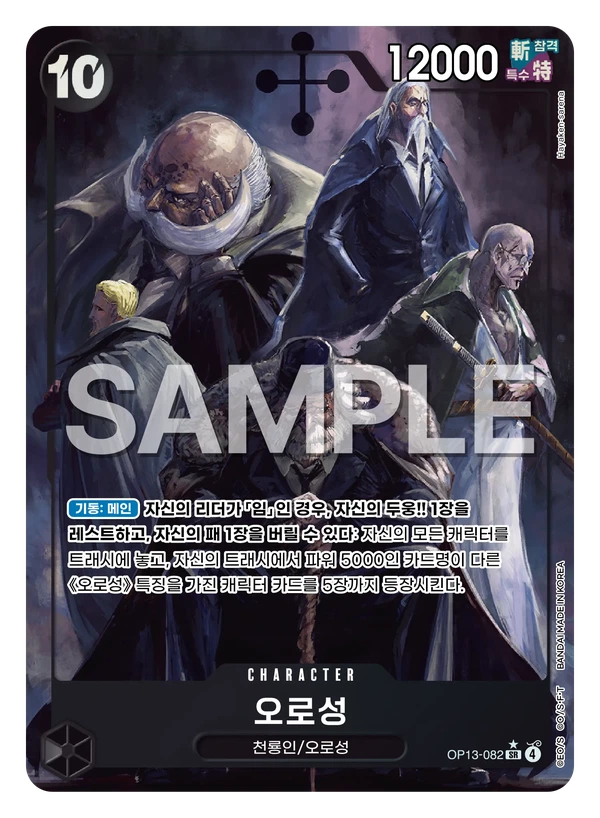 10
12000
斬 참격
특수 特
Hayaken-sarena
SAMPLE
기동: 메인 자신의 리더가 「임」인 경우, 자신의 두웅!! 1장을
레스트하고, 자신의 패 1장을 버릴 수 있다: 자신의 모든 캐릭터를
트래시에 놓고, 자신의 트래시에서 파워 5000인 카드명이 다른
《오로성》 특징을 가진 캐릭터 카드를 5장까지 등장시킨다.
CHARACTER
오로성
천룡인/오로성
OP13-082 SR 4
©EO/S ©O/S·F·T BANDAI MADE IN KOREA